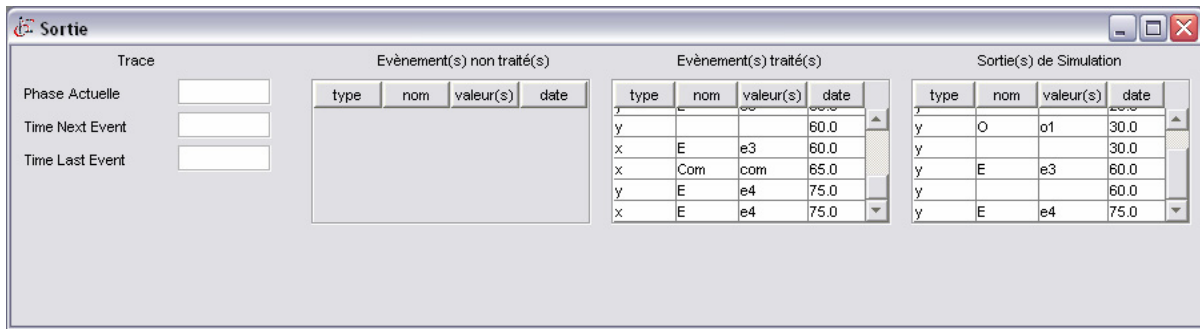 Sortie
Trace
Evènement(s) non traité(s)
Evènement(s) traité(s)
Sortie(s) de Simulation
Phase Actuelle
Time Next Event
Time Last Event
type nom valeur(s) date
type nom valeur(s) date
y 60.0
x E e3 60.0
x Com com 65.0
y E e4 75.0
x E e4 75.0
type nom valeur(s) date
y O o1 30.0
y 30.0
y E e3 60.0
y 60.0
y E e4 75.0